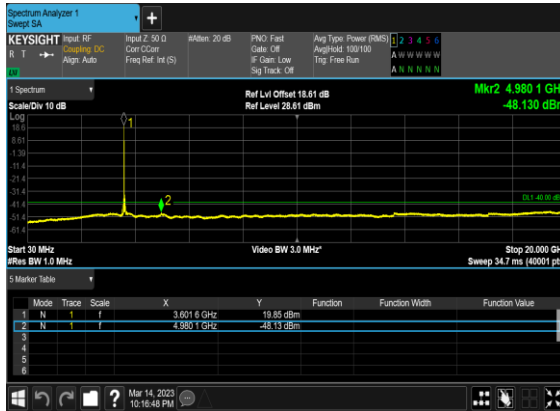 Spectrum Analyzer 1
Swept SA
+
KEYSIGHT Input: RF Input Z: 50 Ω #Atten: 20 dB PNO: Fast Avg Type: Power (RMS) 1 2 3 4 5 6
R T Coupling: DC Corr CCorr Gate: Off Avg|Hold: 100/100 A W W W W W
Align: Auto Freq Ref: Int (S) IF Gain: Low Trig: Free Run
Sig Track: Off A N N N N N
1 Spectrum Ref Lvl Offset 18.61 dB Mkr2 4.980 1 GHz
Scale/Div 10 dB Ref Level 28.61 dBm -48.130 dBm
Log
18.6
8.61
-1.39
-11.4
-21.4
-31.4
-41.4
-51.4
-61.4
1
2
DL1 -40.00 dBm
Start 30 MHz Video BW 3.0 MHz* Stop 20.000 GHz
#Res BW 1.0 MHz Sweep 34.7 ms (40001 pts)
5 Marker Table
Mode Trace Scale X Y Function Function Width Function Value
1 N 1 f 3.601 6 GHz 19.85 dBm
2 N 1 f 4.980 1 GHz -48.13 dBm
3
4
5
6
? Mar 14, 2023
10:16:48 PM